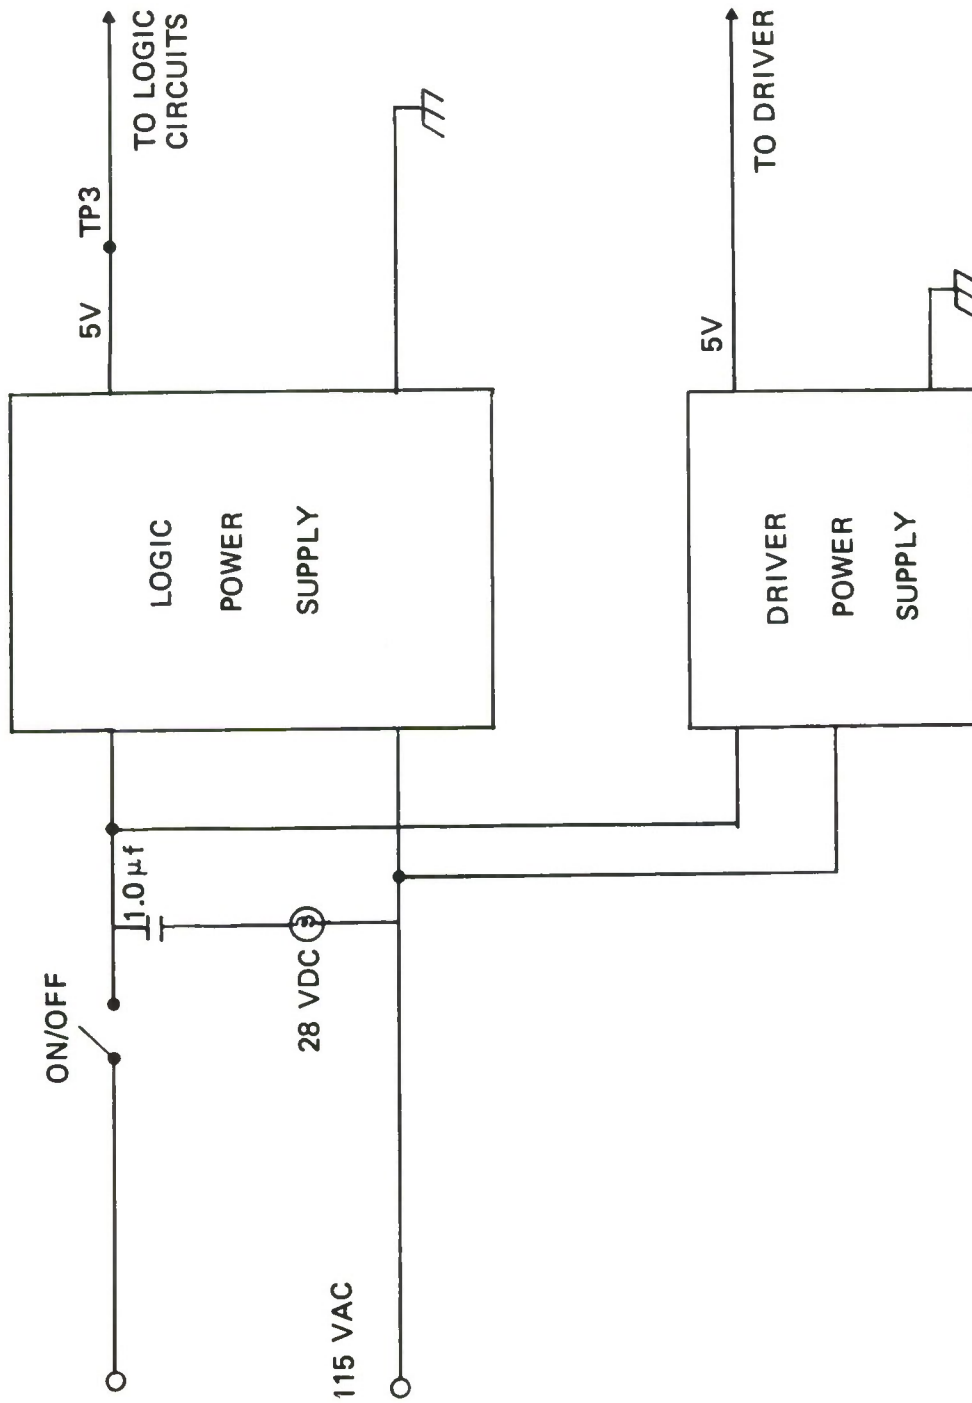 ON/OFF
1.0 µf
28 VDC
115 VAC
LOGIC
POWER
SUPPLY
5V
TP3
TO LOGIC
CIRCUITS
DRIVER
POWER
SUPPLY
5V
TO DRIVER